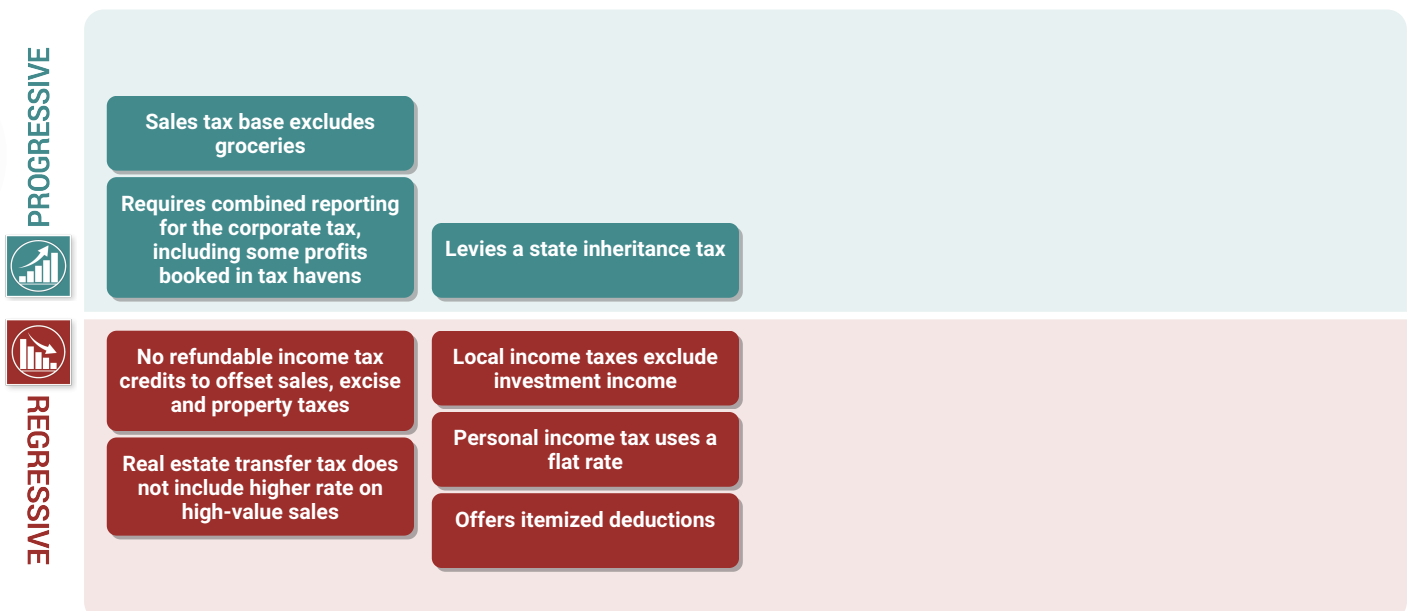 PROGRESSIVE
Sales tax base excludes
groceries
Requires combined reporting
for the corporate tax,
including some profits
booked in tax havens
Levies a state inheritance tax
REGRESSIVE
No refundable income tax
credits to offset sales, excise
and property taxes
Real estate transfer tax does
not include higher rate on
high-value sales
Local income taxes exclude
investment income
Personal income tax uses a
flat rate
Offers itemized deductions